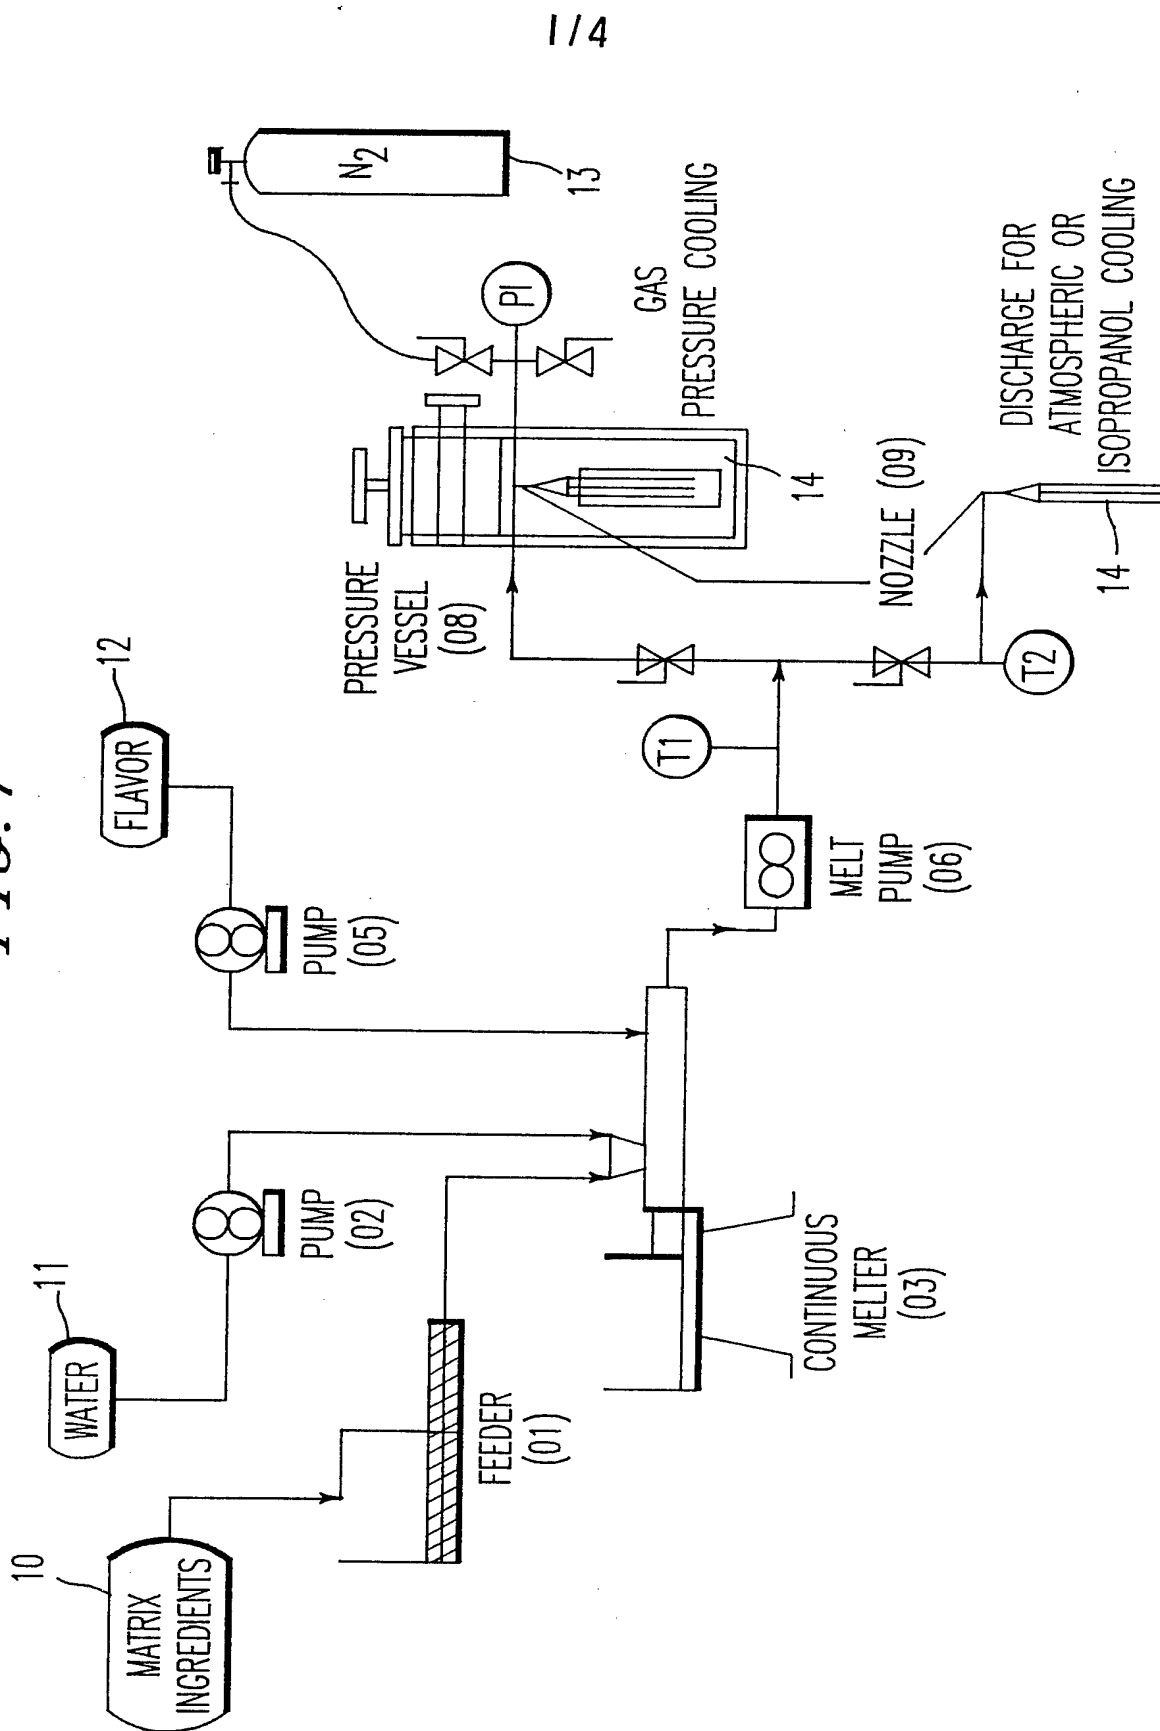 1/4
10
MATRIX
INGREDIENTS
11
WATER
12
FLAVOR
FEEDER
(01)
PUMP
(02)
PUMP
(05)
CONTINUOUS
MELTER
(03)
MELT
PUMP
(06)
T1
T2
PRESSURE
VESSEL
(08)
N2
13
PI
GAS
PRESSURE COOLING
14
NOZZLE (09)
DISCHARGE FOR
ATMOSPHERIC OR
ISOPROPANOL COOLING
14